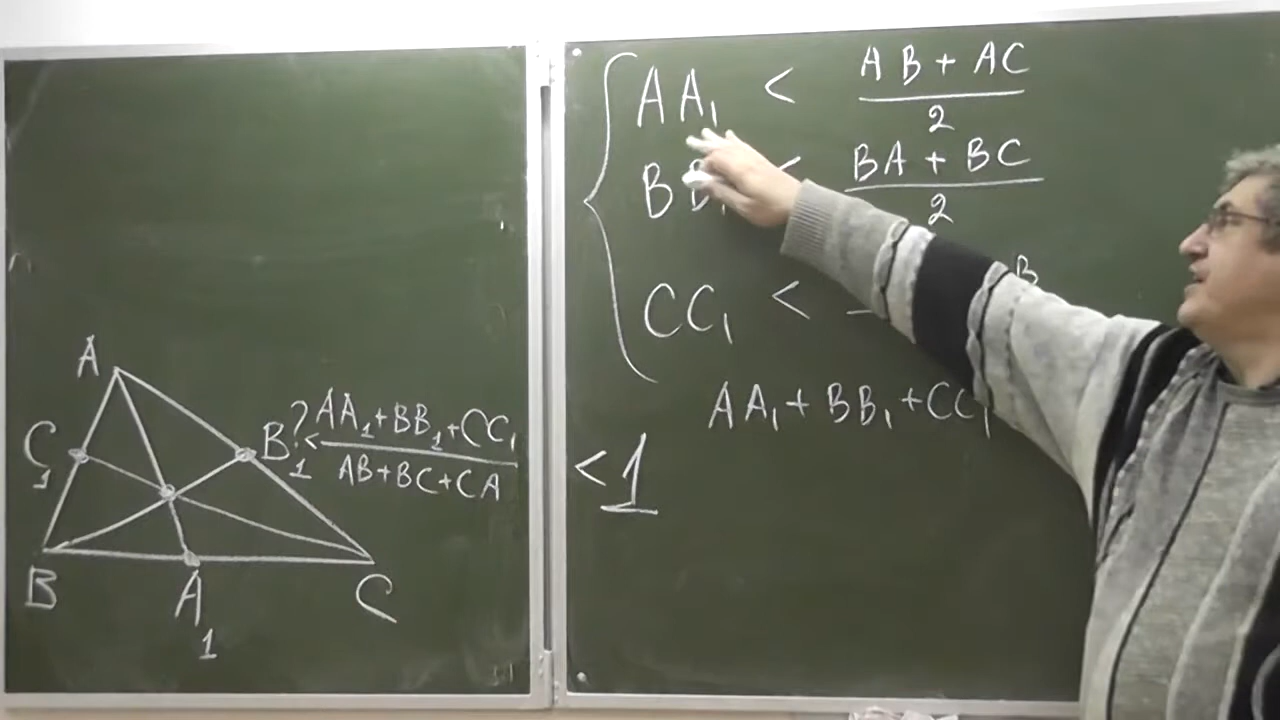 A
C₁
B₁
B
A₁
C
? < (AA₁ + BB₁ + CC₁) / (AB + BC + CA) < 1
AA₁ < (AB + AC) / 2
BB₁ < (BA + BC) / 2
CC₁ <
B
AA₁ + BB₁ + CC₁